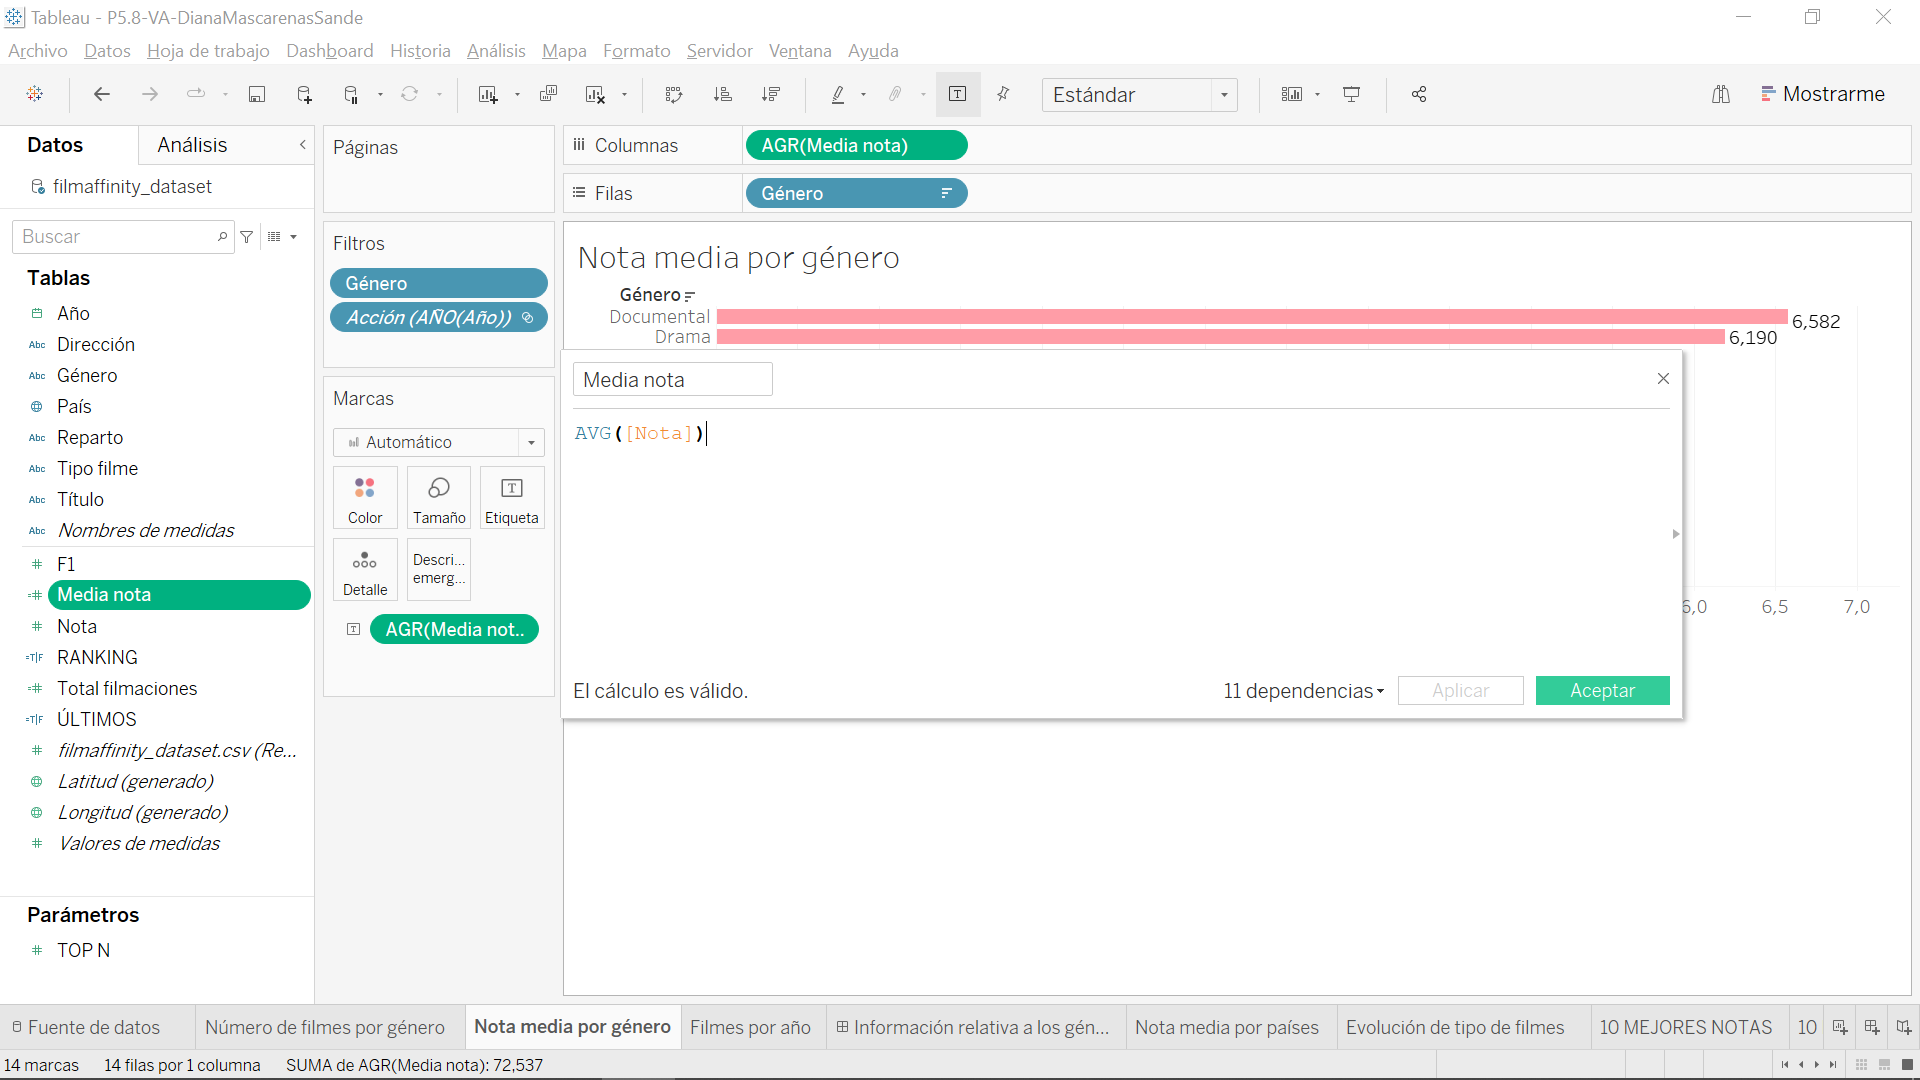 Tableau - P5.8-VA-DianaMascarenasSande
Archivo Datos Hoja de trabajo Dashboard Historia Análisis Mapa Formato Servidor Ventana Ayuda
Estándar
Mostrarme
Datos
Análisis
filmaffinity_dataset
Buscar
Tablas
Año
Abc Dirección
Abc Género
País
Abc Reparto
Abc Tipo filme
Abc Título
Abc Nombres de medidas
# F1
=# Media nota
# Nota
=T|F RANKING
=# Total filmaciones
=T|F ÚLTIMOS
# filmaffinity_dataset.csv (Re...
Latitud (generado)
Longitud (generado)
# Valores de medidas
Parámetros
# TOP N
Páginas
Filtros
Género
Acción (AÑO(Año))
Marcas
Automático
Color
Tamaño
T
Etiqueta
Detalle
Descri...
emerg...
T AGR(Media not..
Columnas
AGR(Media nota)
Filas
Género
Nota media por género
Género
Documental
6,582
Drama
6,190
Media nota
AVG([Nota])
El cálculo es válido.
11 dependencias
Aplicar
Aceptar
6,0 6,5 7,0
Fuente de datos
Número de filmes por género
Nota media por género
Filmes por año
Información relativa a los gén...
Nota media por países
Evolución de tipo de filmes
10 MEJORES NOTAS
10
14 marcas 14 filas por 1 columna SUMA de AGR(Media nota): 72,537